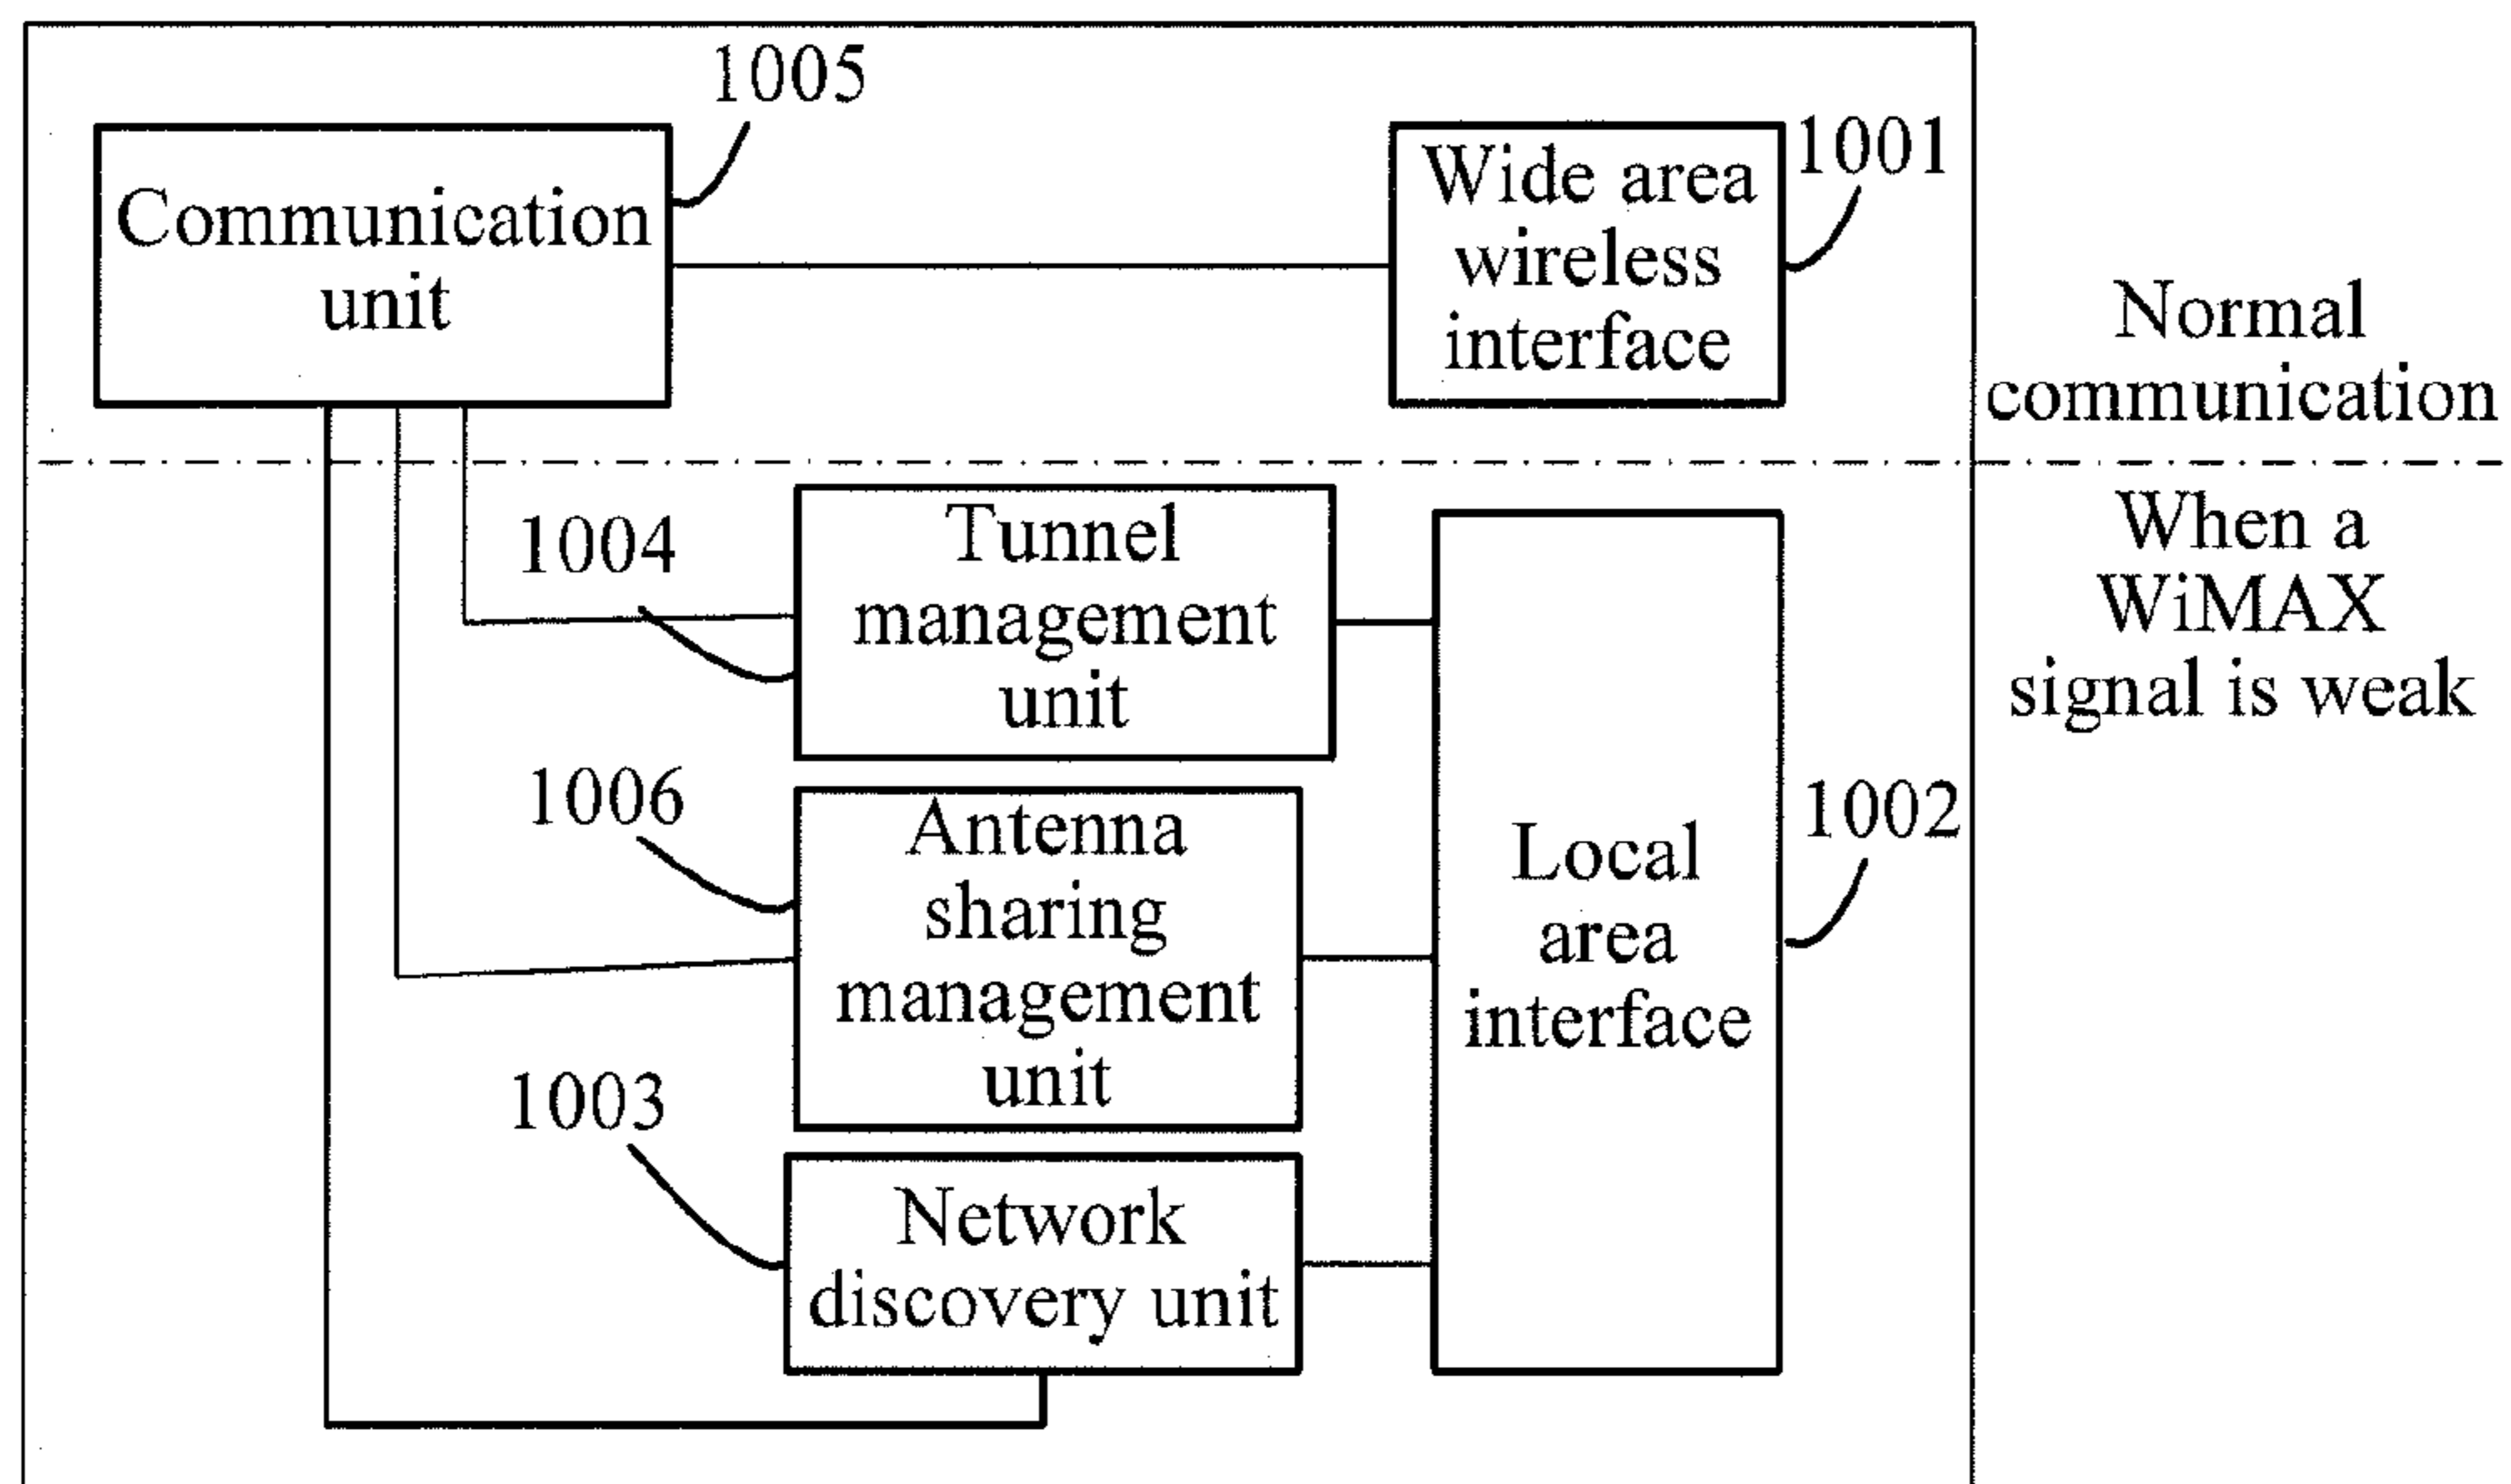 1005
Communication
unit
Wide area
wireless
interface
1001
Normal
communication
When a
WiMAX
signal is weak
1004
Tunnel
management
unit
1006
Antenna
sharing
management
unit
Local
area
interface
1002
1003
Network
discovery unit